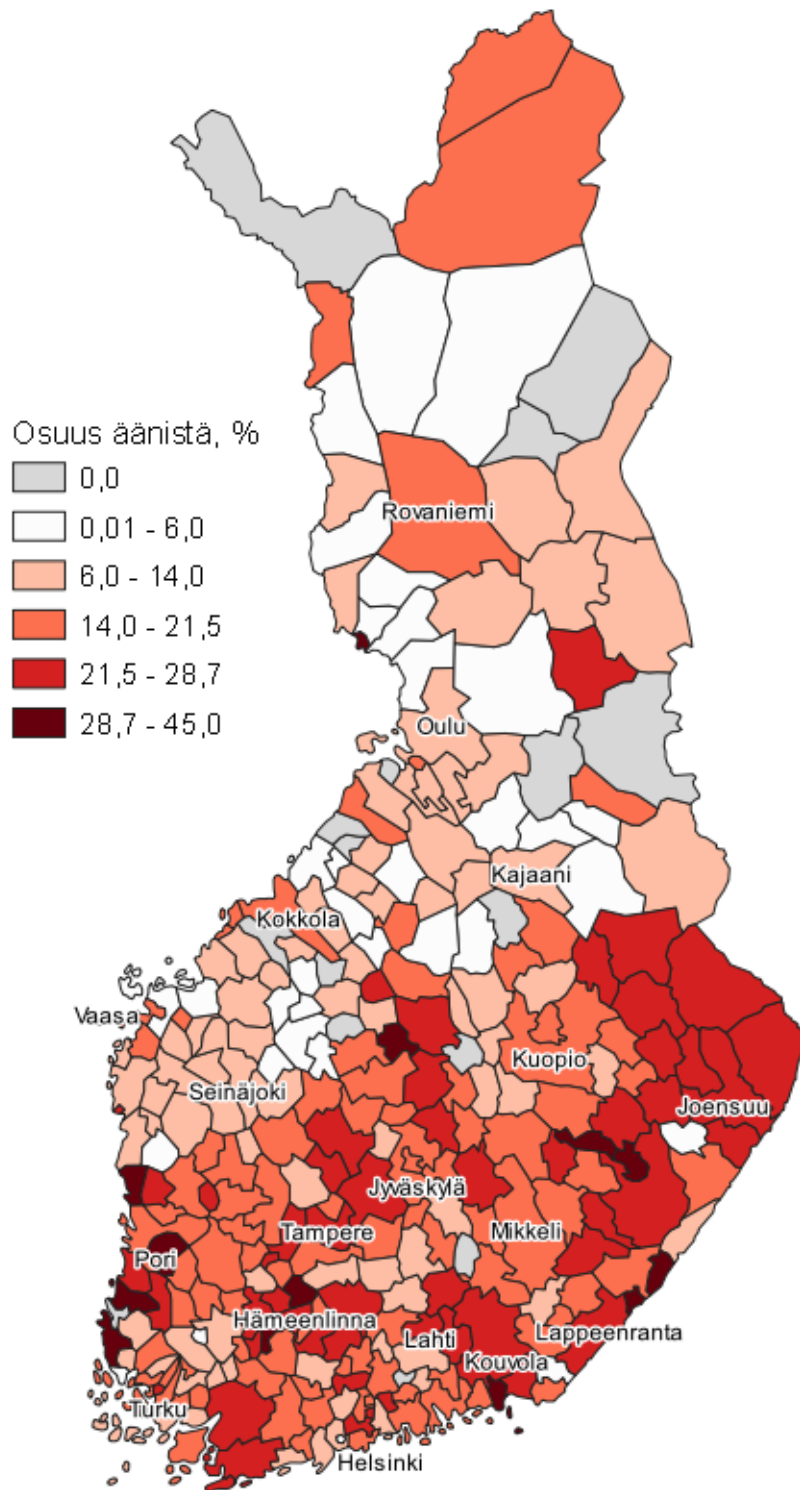 Osuus äänistä, %
0,0
0,01 - 6,0
6,0 - 14,0
14,0 - 21,5
21,5 - 28,7
28,7 - 45,0
Rovaniemi
Oulu
Kajaani
Kokkola
Vaasa
Kuopio
Seinäjoki
Joensuu
Jyväskylä
Tampere
Mikkeli
Pori
Hämeenlinna
Lahti
Lappeenranta
Kouvola
Turku
Helsinki